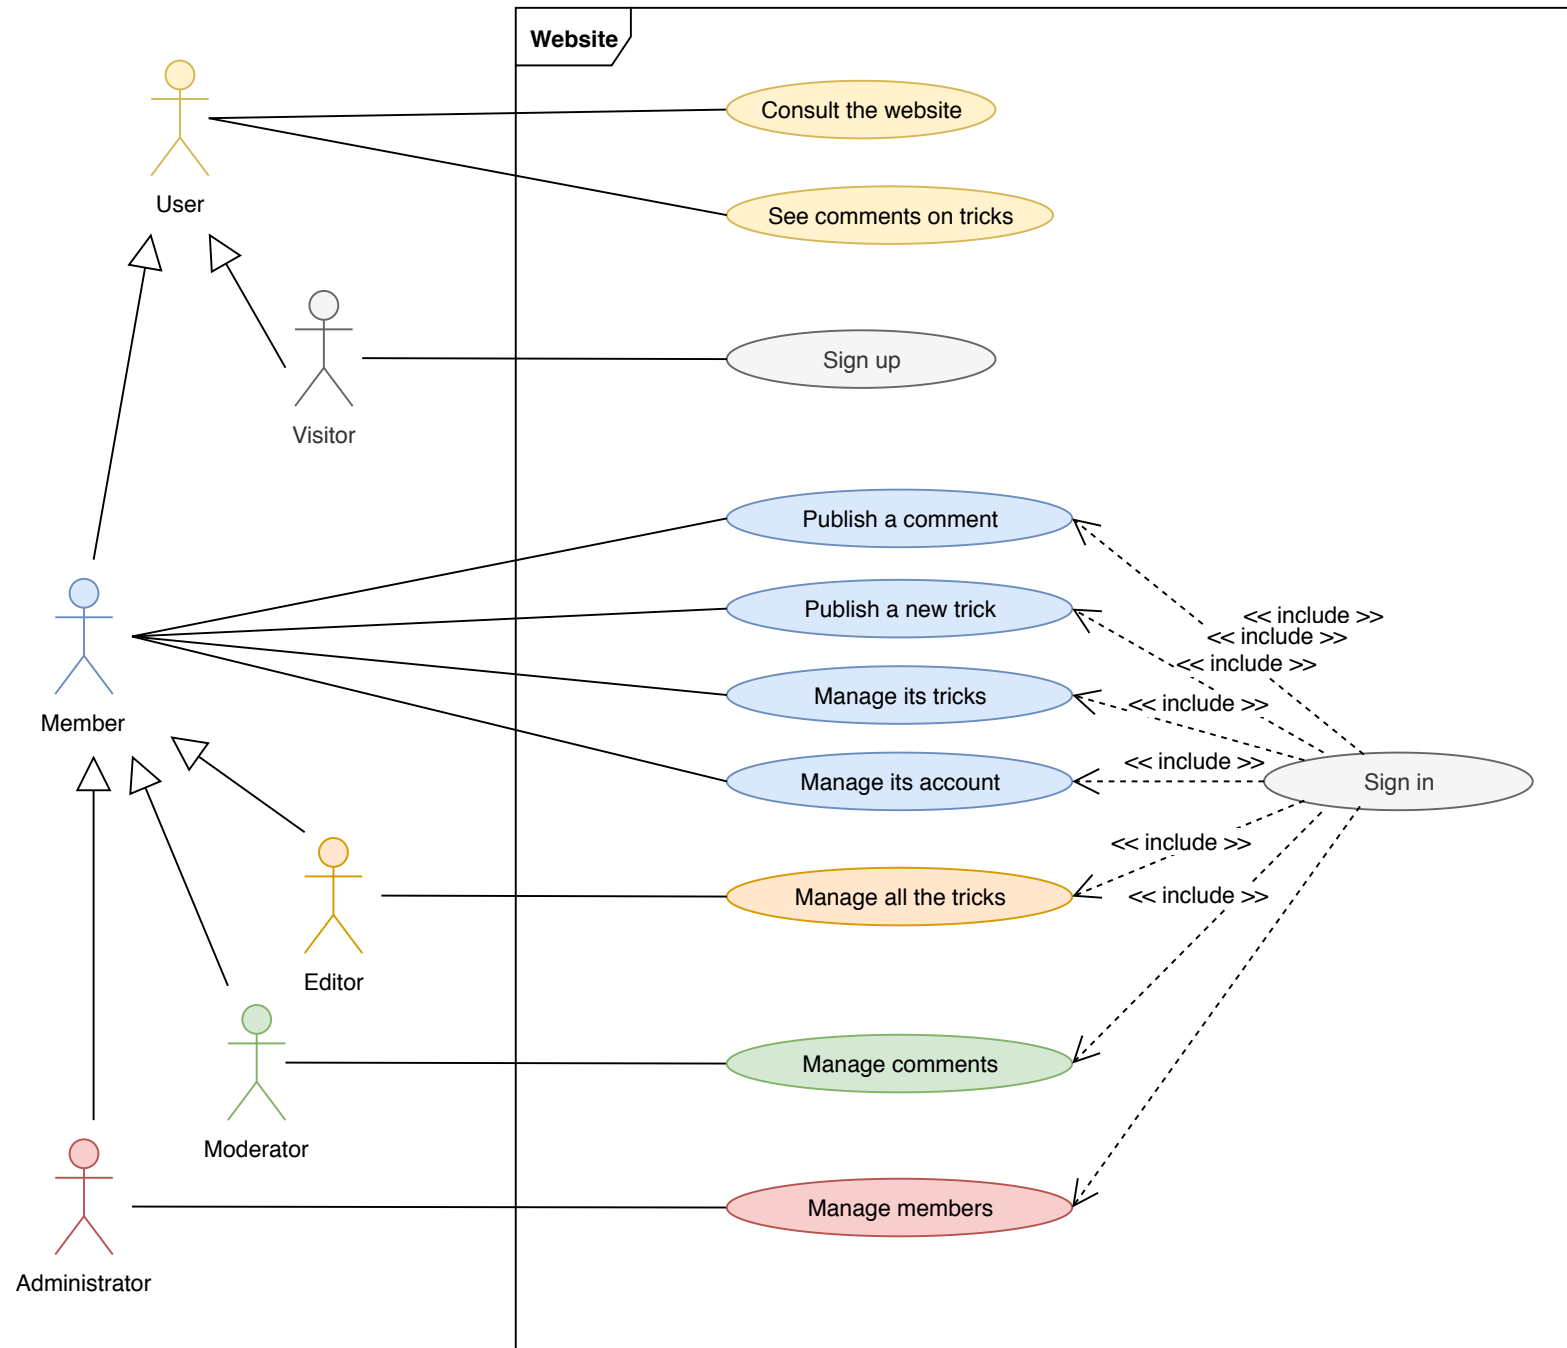 Website
Consult the website
See comments on tricks
User
Sign up
Visitor
Publish a comment
Publish a new trick
<< include >>
<< include >>
<< include >>
Manage its tricks
<< include >>
Member
Manage its account
<< include >>
Sign in
<< include >>
Manage all the tricks
<< include >>
Editor
Manage comments
Moderator
Manage members
Administrator